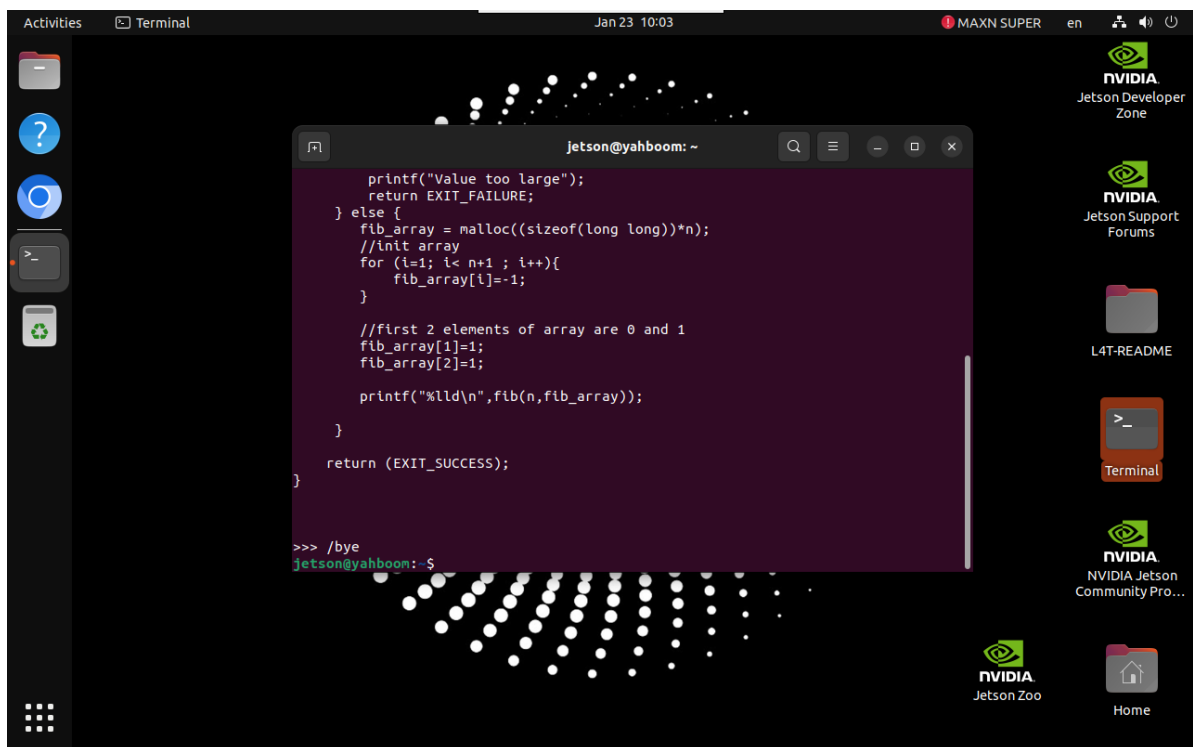 Activities
Terminal
Jan 23 10:03
MAXN SUPER
en
NVIDIA.
Jetson Developer
Zone
NVIDIA.
Jetson Support
Forums
L4T-README
>_
Terminal
NVIDIA.
NVIDIA Jetson
Community Pro...
NVIDIA.
Jetson Zoo
Home
?
>_
jetson@yahboom: ~
printf("Value too large");
return EXIT_FAILURE;
} else {
fib_array = malloc((sizeof(long long))*n);
//init array
for (i=1; i< n+1 ; i++){
fib_array[i]=-1;
}
//first 2 elements of array are 0 and 1
fib_array[1]=1;
fib_array[2]=1;
printf("%lld\n",fib(n,fib_array));
}
return (EXIT_SUCCESS);
}
>>> /bye
jetson@yahboom:~$